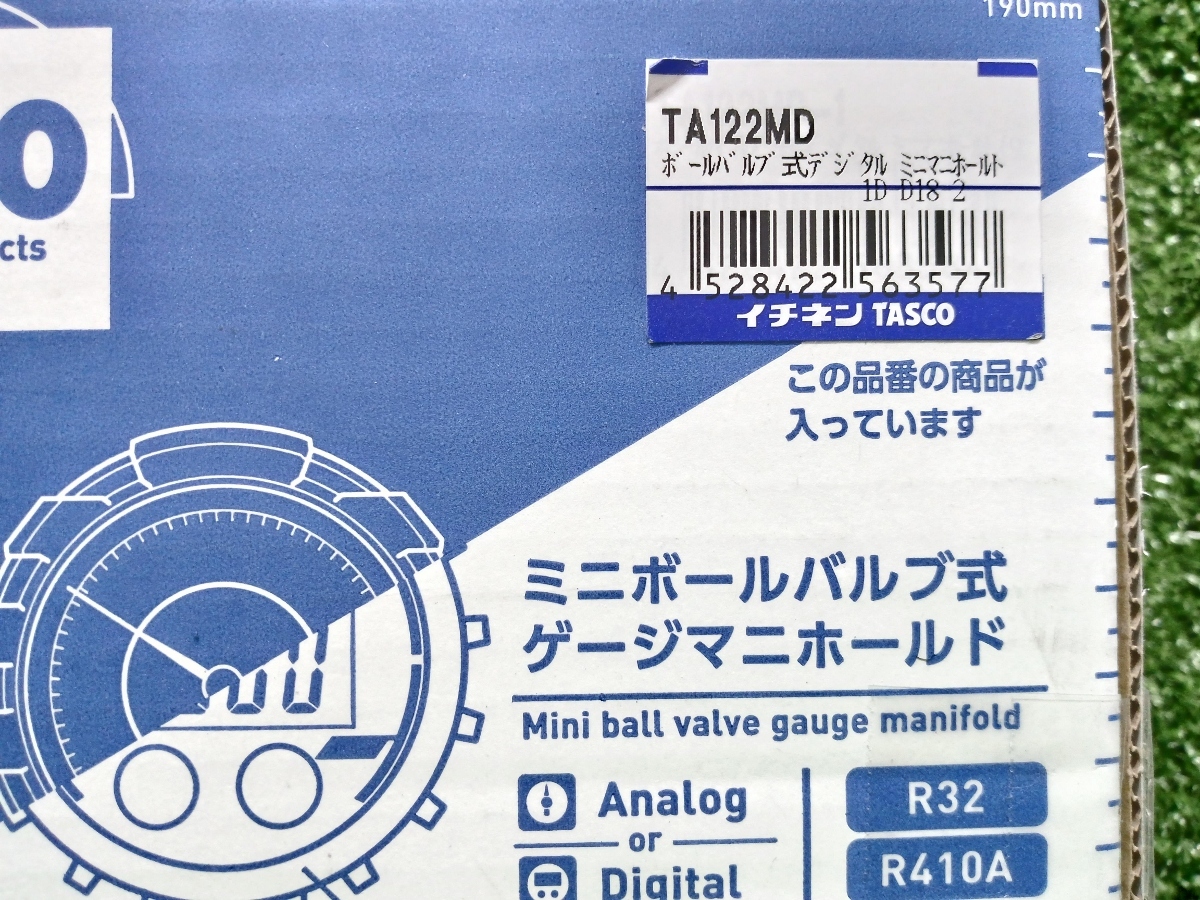 190mm
O
cts
TA122MD
ボールバルブ式デジタル ミニマニホールト
1D D18 2
4 528422 563577
イチネン TASCO
この品番の商品が
入っています
ミニボールバルブ式
ゲージマニホールド
Mini ball valve gauge manifold
Analog
or
Digital
R32
R410A